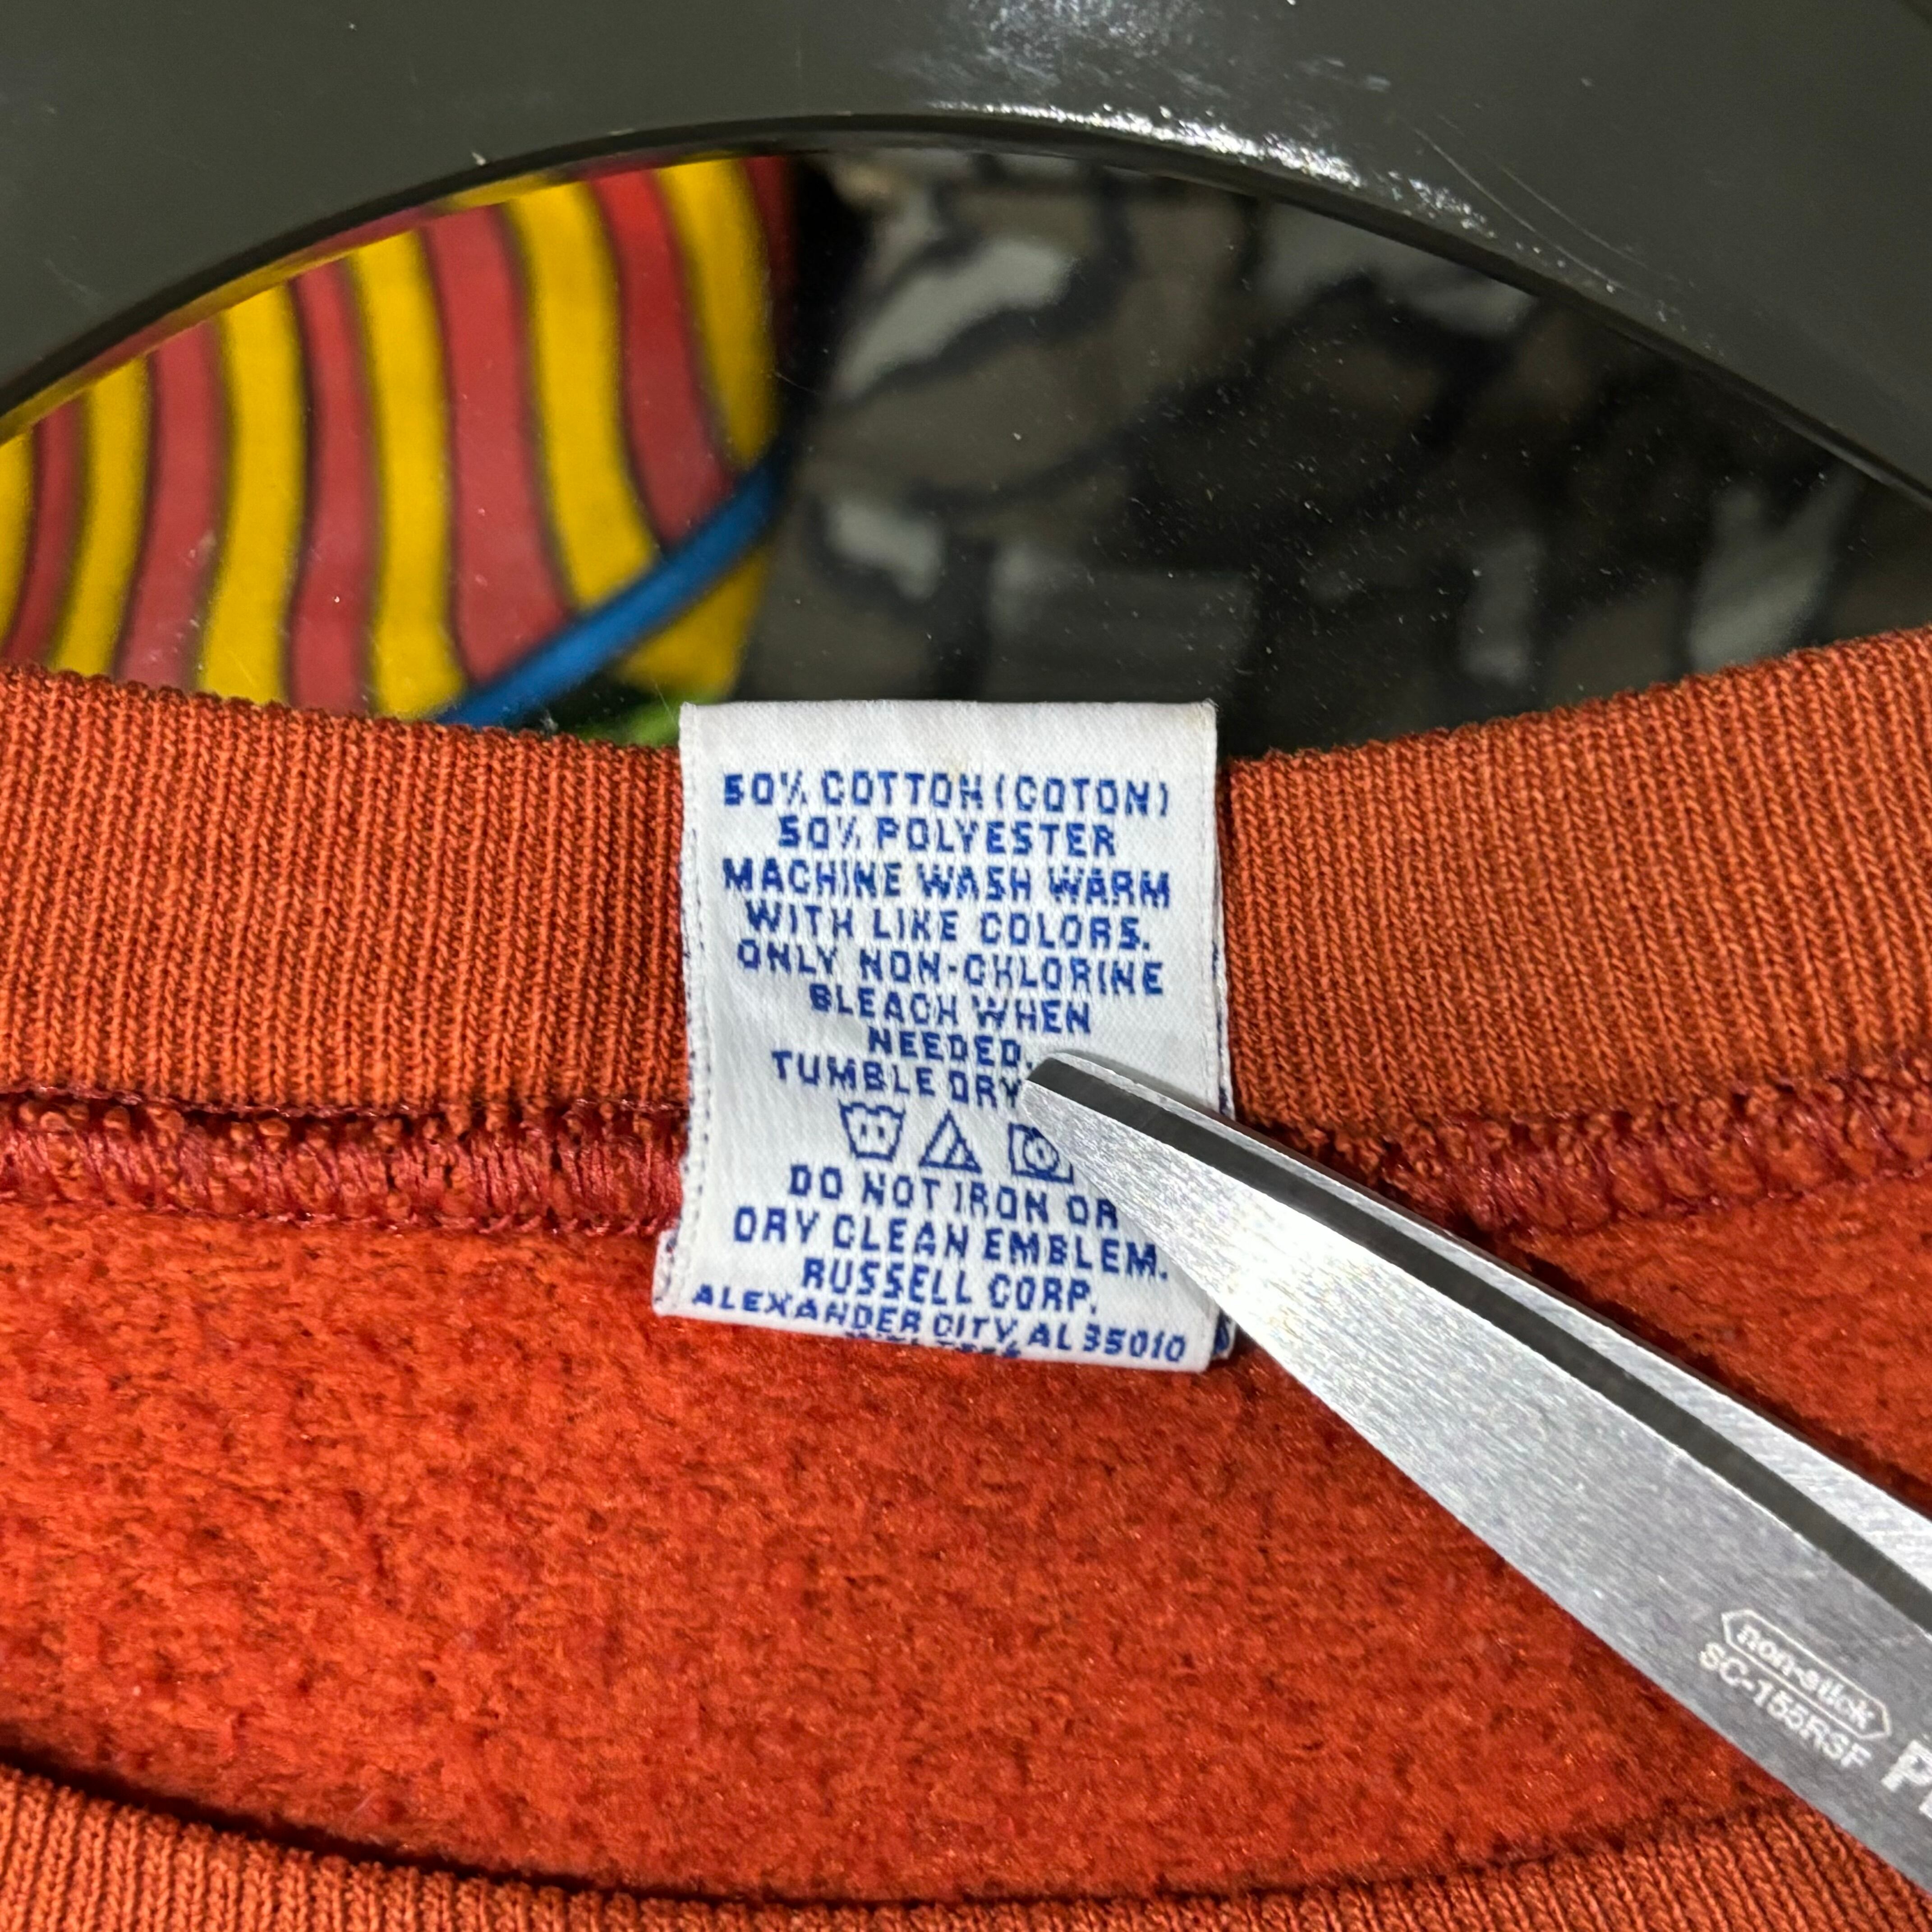 50% COTTON (COTON)
50% POLYESTER
MACHINE WASH WARM
WITH LIKE COLORS.
ONLY NON-CHLORINE
BLEACH WHEN
NEEDED.
TUMBLE DRY
DO NOT IRON OR
DRY CLEAN EMBLEM.
RUSSELL CORP.
ALEXANDER CITY, AL 35010
non-stick
SC-155RSF